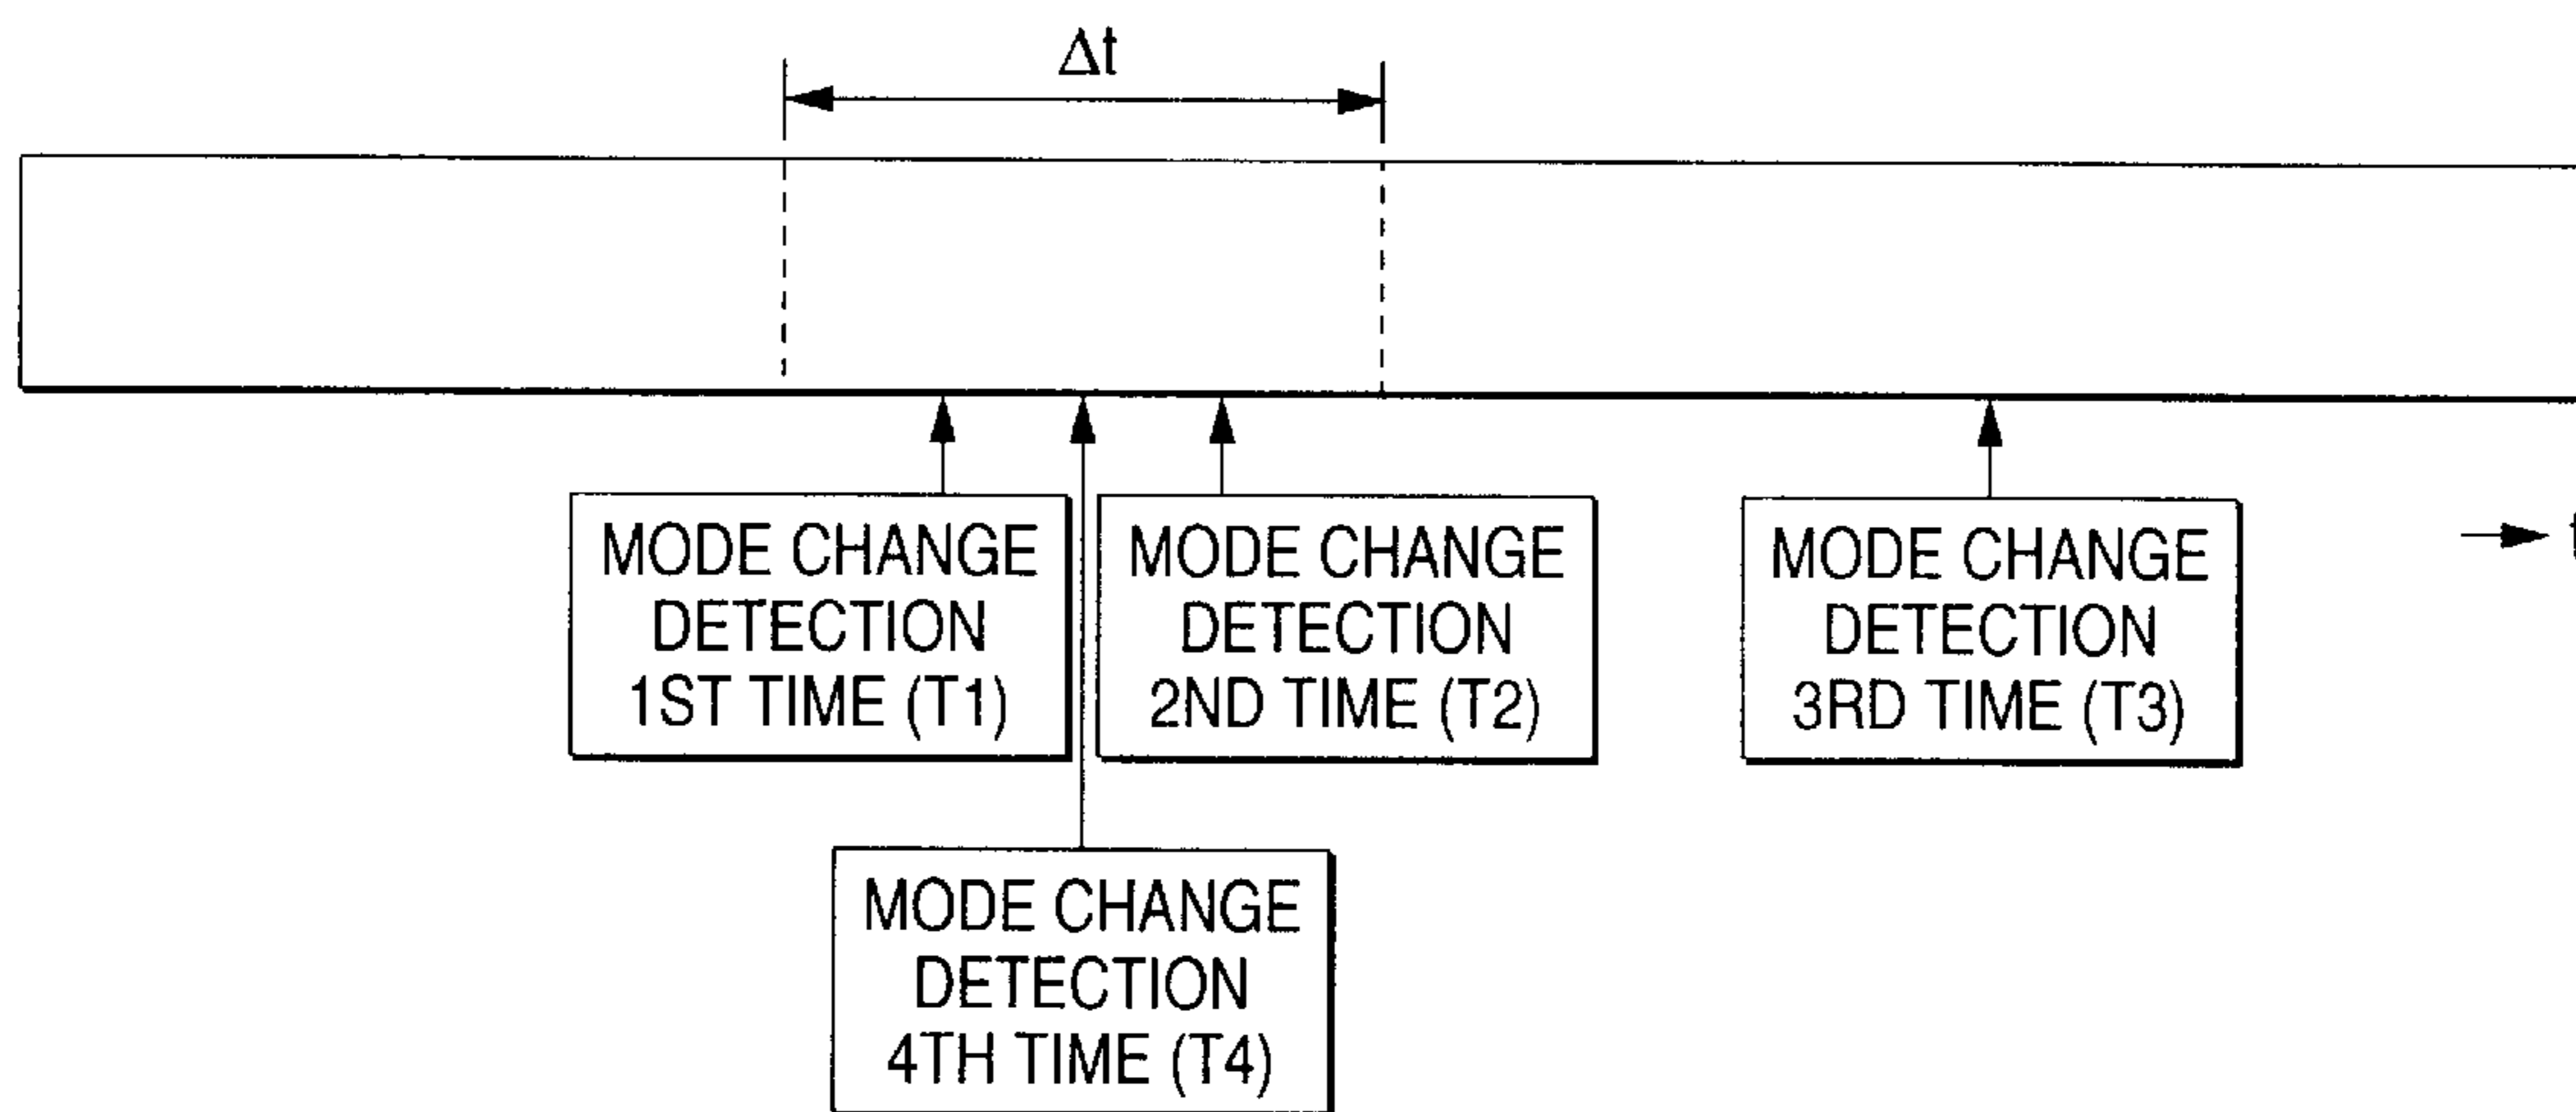 Δt
MODE CHANGE
DETECTION
1ST TIME (T1)
MODE CHANGE
DETECTION
2ND TIME (T2)
MODE CHANGE
DETECTION
3RD TIME (T3)
t
MODE CHANGE
DETECTION
4TH TIME (T4)